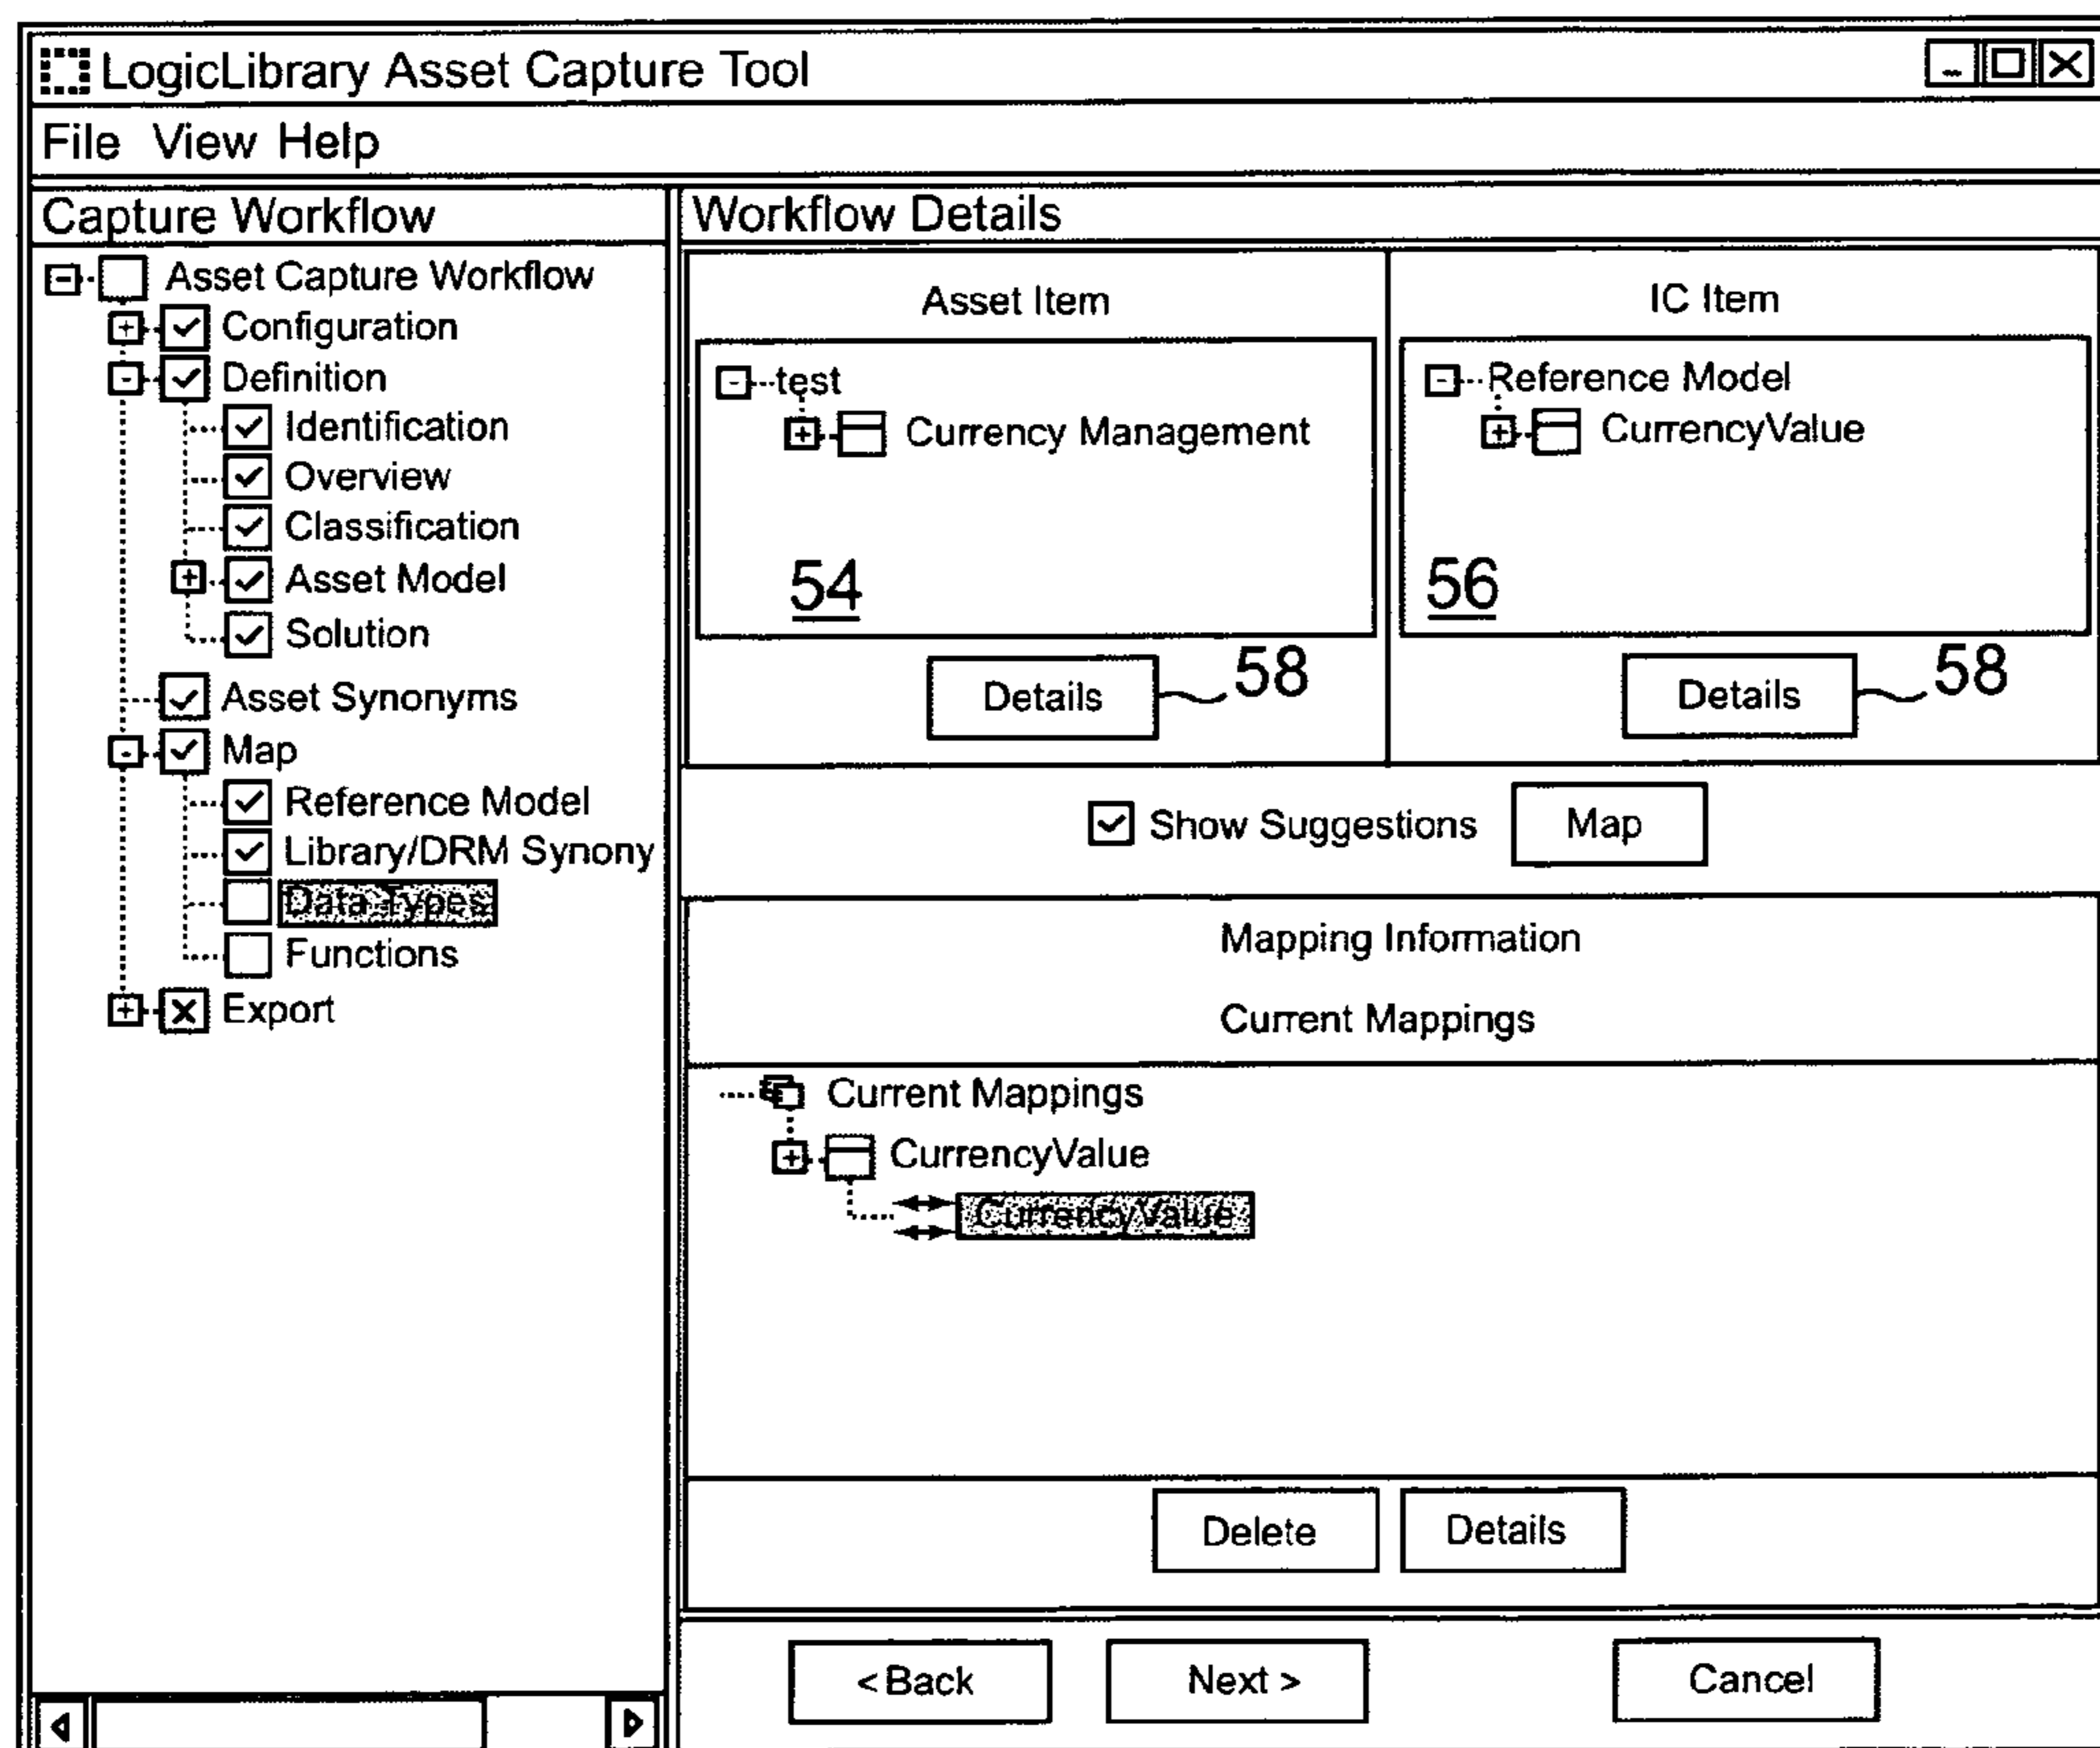 LogicLibrary Asset Capture Tool
File View Help
Capture Workflow
Asset Capture Workflow
Configuration
Definition
Identification
Overview
Classification
Asset Model
Solution
Asset Synonyms
Map
Reference Model
Library/DRM Synony
Data Types
Functions
Export
Workflow Details
Asset Item
test
Currency Management
54
Details
58
IC Item
Reference Model
CurrencyValue
56
Details
58
Show Suggestions
Map
Mapping Information
Current Mappings
Current Mappings
CurrencyValue
CurrencyValue
Delete
Details
< Back
Next >
Cancel